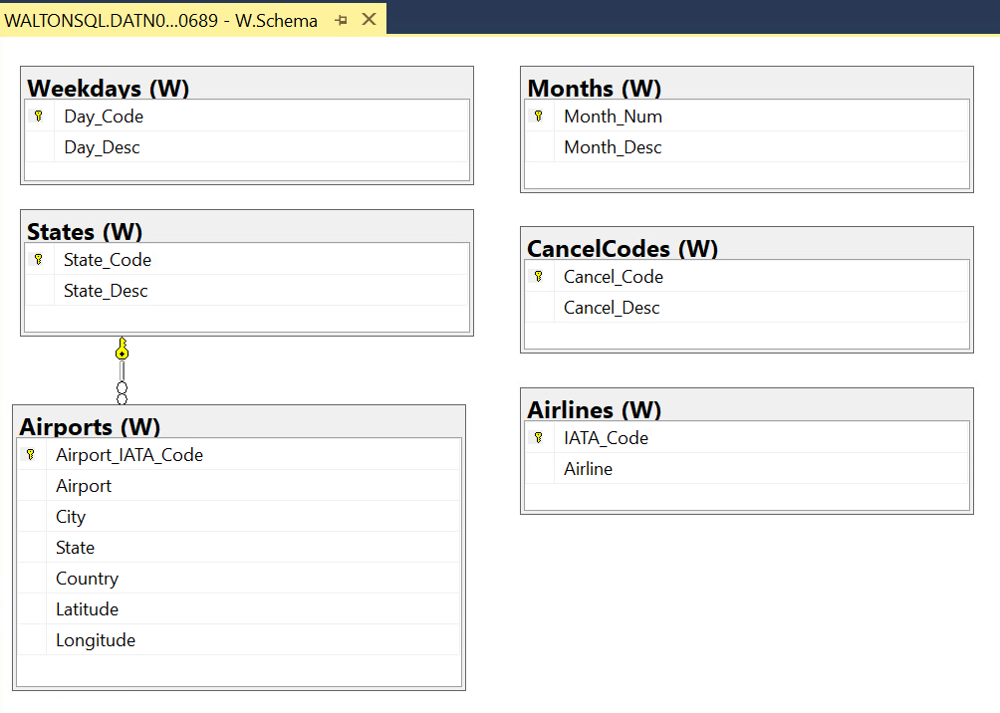 WALTONSQL.DATN0...0689 - W.Schema
Weekdays (W)
Day_Code
Day_Desc
States (W)
State_Code
State_Desc
Airports (W)
Airport_IATA_Code
Airport
City
State
Country
Latitude
Longitude
Months (W)
Month_Num
Month_Desc
CancelCodes (W)
Cancel_Code
Cancel_Desc
Airlines (W)
IATA_Code
Airline